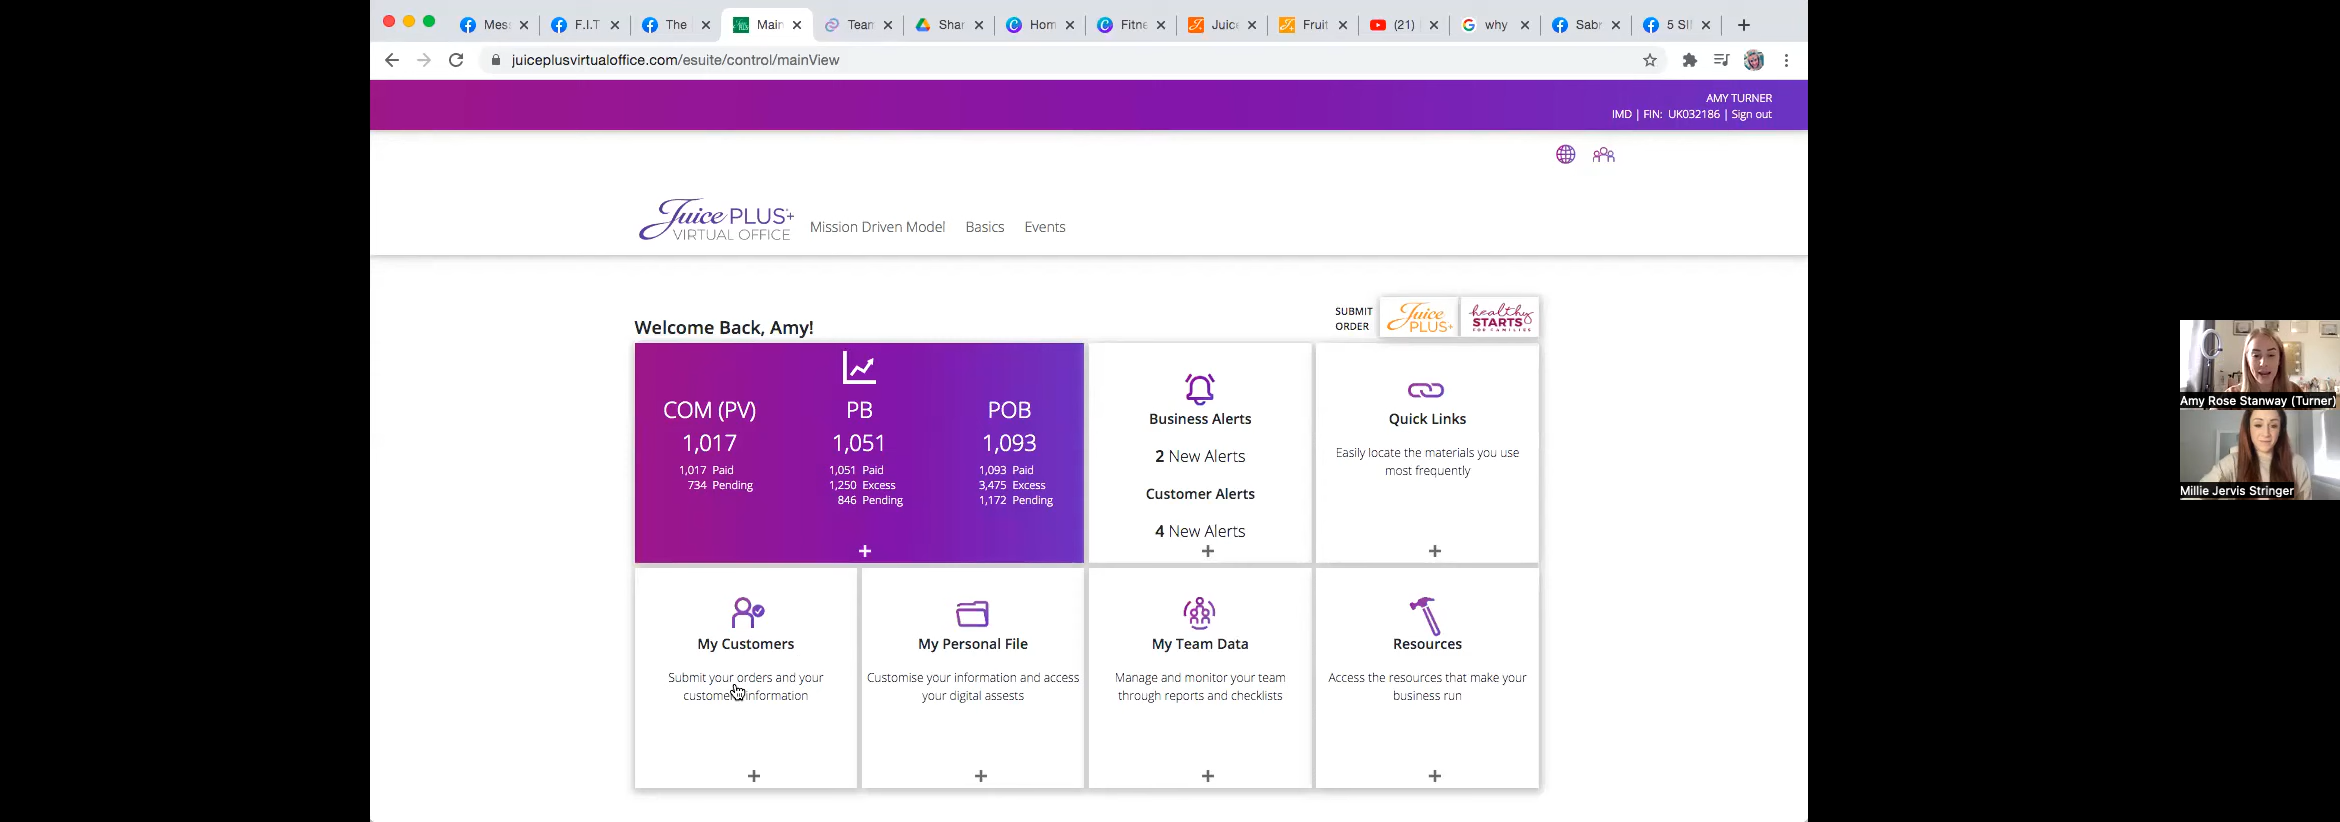 Mes
F.I.T
The
Main
Team
Shar
Hom
Fitne
Juic
Fruit
(21)
why
Sabr
5 SII
juiceplusvirtualoffice.com/esuite/control/mainView
AMY TURNER
IMD | FIN: UK032186 | Sign out
Juice PLUS+
VIRTUAL OFFICE
Mission Driven Model
Basics
Events
Welcome Back, Amy!
SUBMIT
ORDER
Juice
PLUS+
healthy
STARTS
FOR FAMILIES
COM (PV)
PB
POB
1,017
1,051
1,093
1,017 Paid
734 Pending
1,051 Paid
1,250 Excess
846 Pending
1,093 Paid
3,475 Excess
1,172 Pending
Business Alerts
2 New Alerts
Customer Alerts
4 New Alerts
Quick Links
Easily locate the materials you use
most frequently
My Customers
Submit your orders and your
customer information
My Personal File
Customise your information and access
your digital assests
My Team Data
Manage and monitor your team
through reports and checklists
Resources
Access the resources that make your
business run
Amy Rose Stanway (Turner)
Millie Jervis Stringer